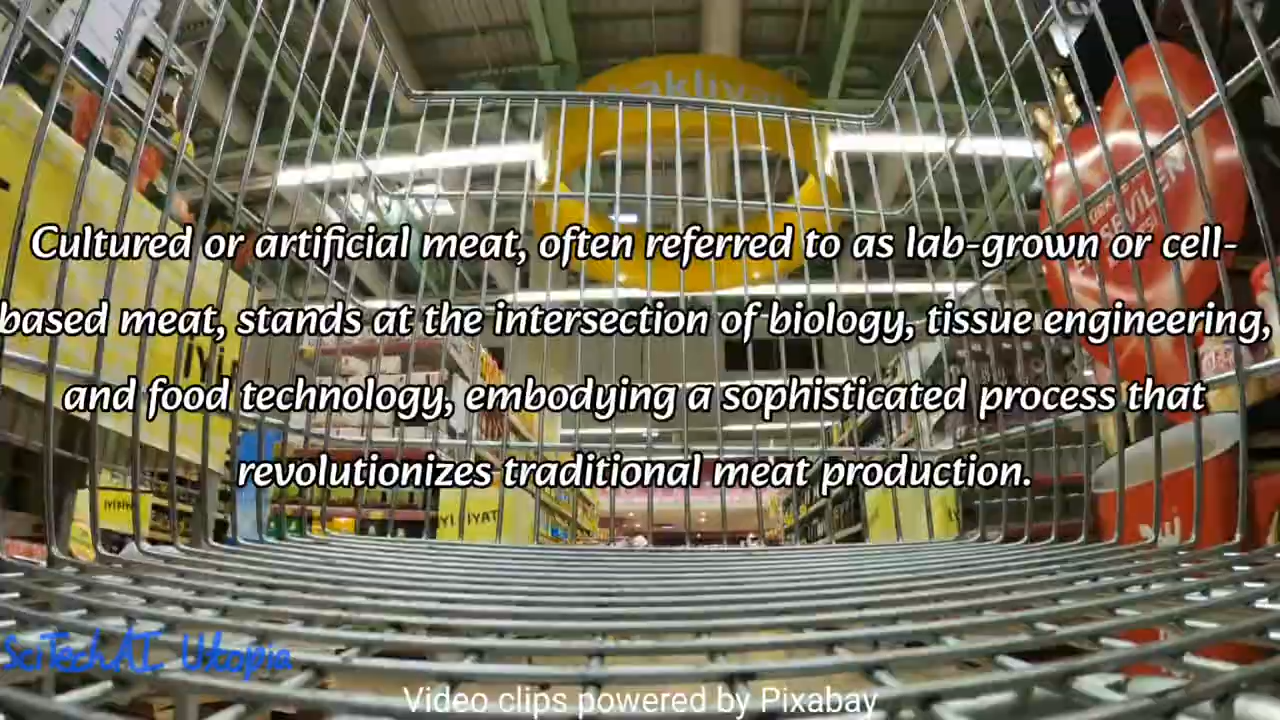 Cultured or artificial meat, often referred to as lab-grown or cell-
based meat, stands at the intersection of biology, tissue engineering,
and food technology, embodying a sophisticated process that
revolutionizes traditional meat production.
SciTechAI Utopia
Video clips powered by Pixabay